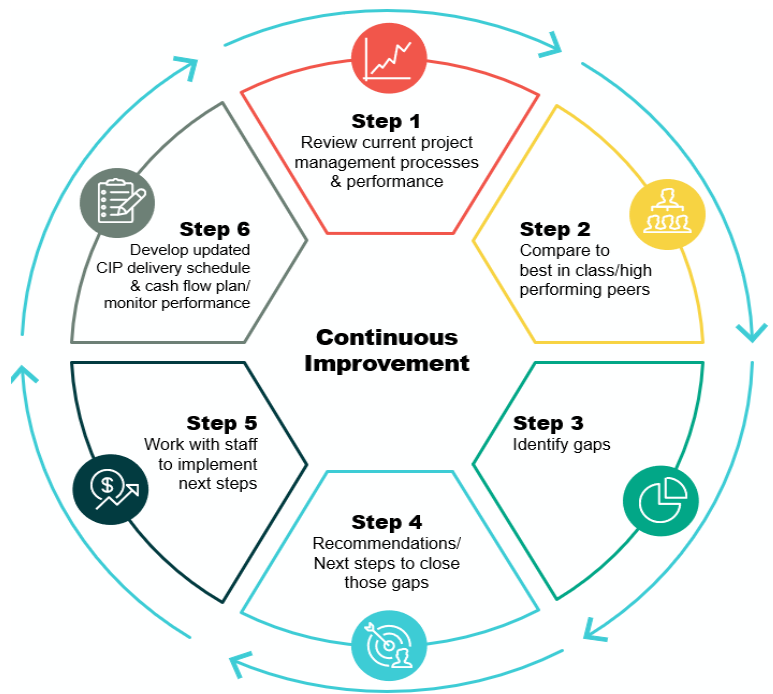 Step 1
Review current project
management processes
& performance
Step 2
Compare to
best in class/high
performing peers
Step 3
Identify gaps
Step 4
Recommendations/
Next steps to close
those gaps
Step 5
Work with staff
to implement
next steps
Step 6
Develop updated
CIP delivery schedule
& cash flow plan/
monitor performance
Continuous
Improvement
$